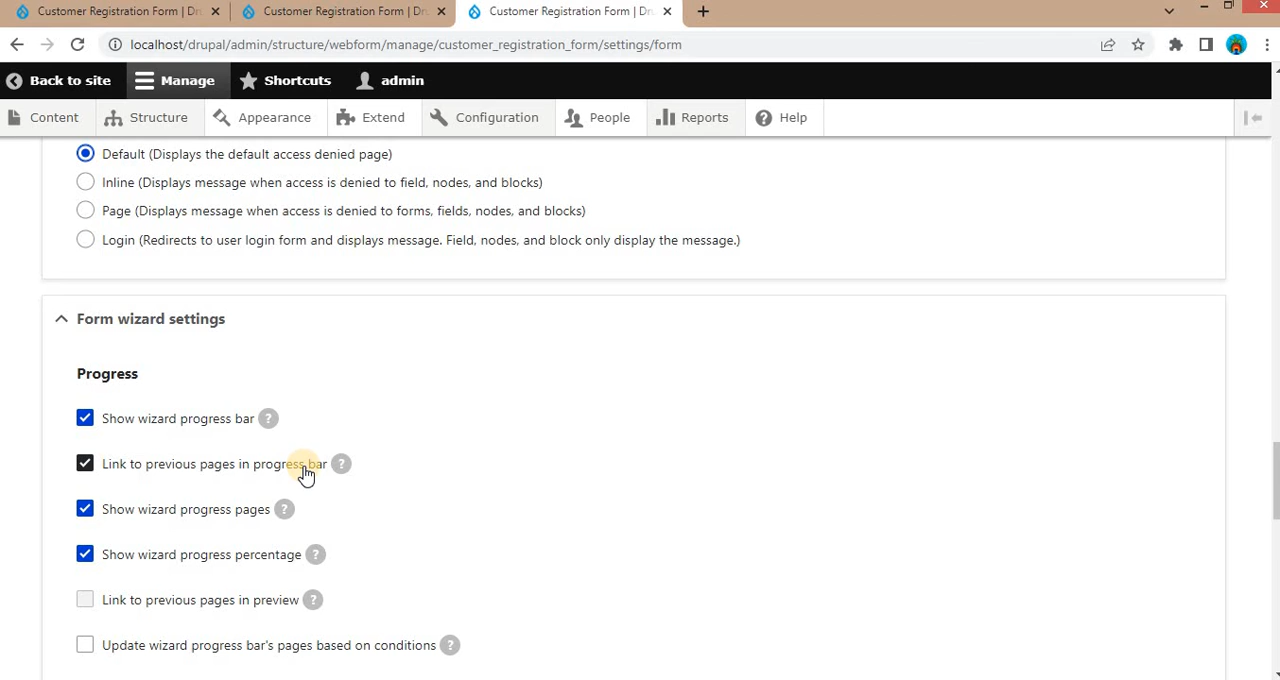 Customer Registration Form | Dr
Customer Registration Form | Dr
Customer Registration Form | Dr
localhost/drupal/admin/structure/webform/manage/customer_registration_form/settings/form
Back to site Manage Shortcuts admin
Content Structure Appearance Extend Configuration People Reports Help
Default (Displays the default access denied page)
Inline (Displays message when access is denied to field, nodes, and blocks)
Page (Displays message when access is denied to forms, fields, nodes, and blocks)
Login (Redirects to user login form and displays message. Field, nodes, and block only display the message.)
Form wizard settings
Progress
Show wizard progress bar ?
Link to previous pages in progress bar ?
Show wizard progress pages ?
Show wizard progress percentage ?
Link to previous pages in preview ?
Update wizard progress bar's pages based on conditions ?